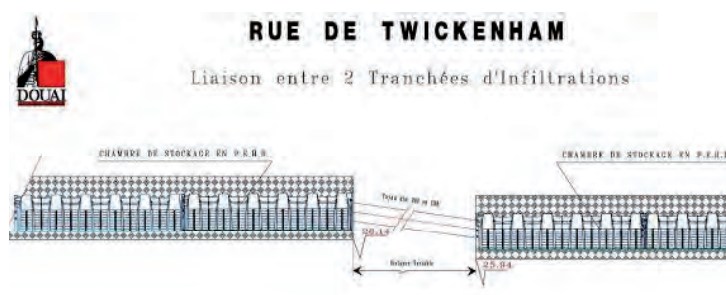 RUE DE TWICKENHAM
Liaison entre 2 Tranchées d'Infiltrations
DOUAI
CHAMBRE DE STOCKAGE EN P.E.H.D
CHAMBRE DE STOCKAGE EN P.E.H.D
26.14
Variable
25.94